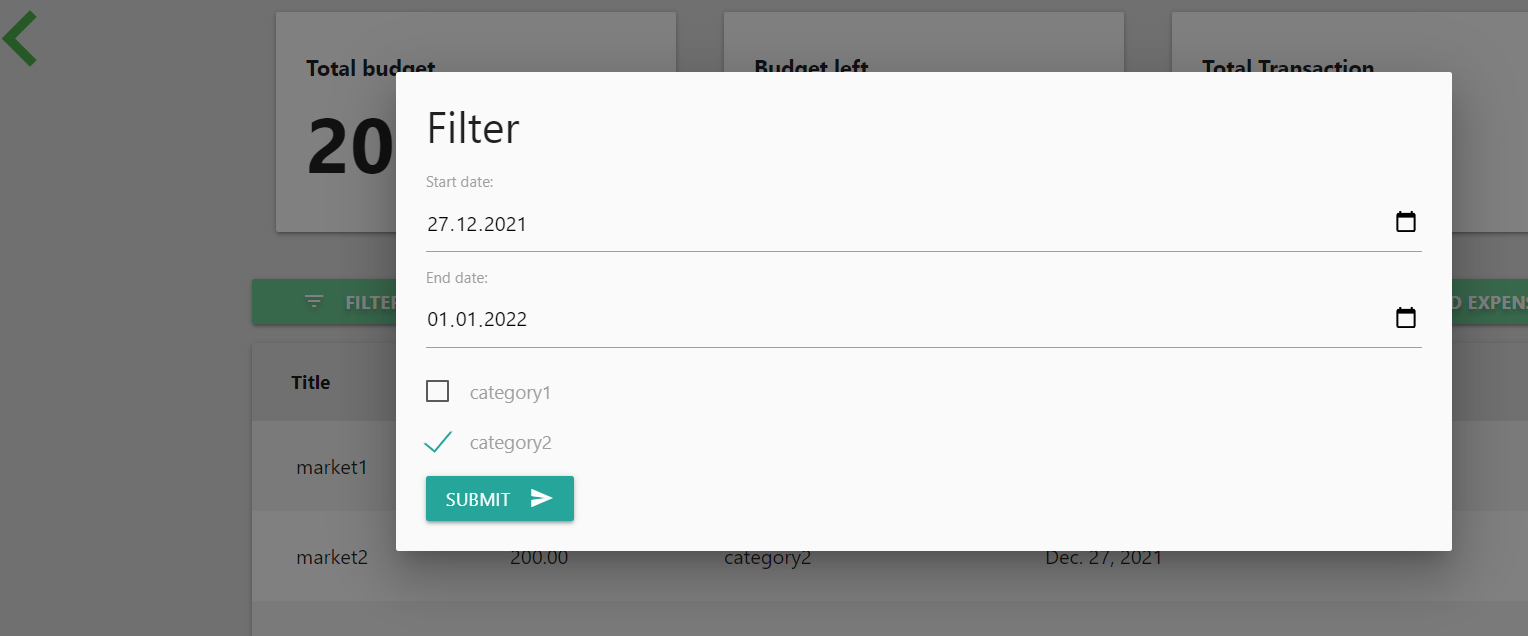 Total budget
Budget left
Total Transaction
20
Filter
Start date:
27.12.2021
End date:
01.01.2022
FILTER
D EXPENS
category1
category2
SUBMIT
Title
market1
market2 200.00 category2 Dec. 27, 2021